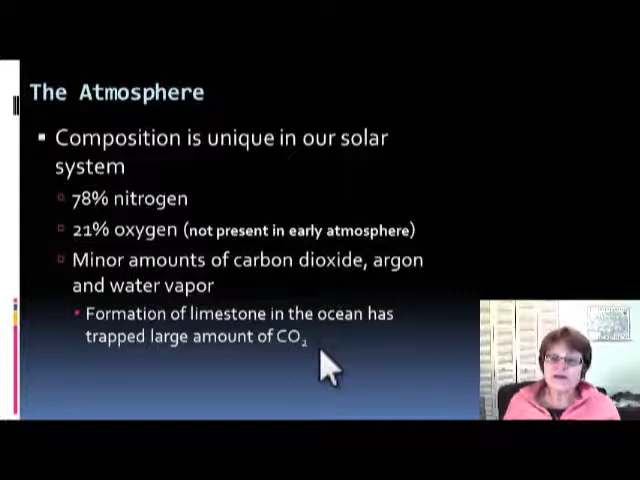 The Atmosphere
Composition is unique in our solar
system
78% nitrogen
21% oxygen (not present in early atmosphere)
Minor amounts of carbon dioxide, argon
and water vapor
Formation of limestone in the ocean has
trapped large amount of CO₂